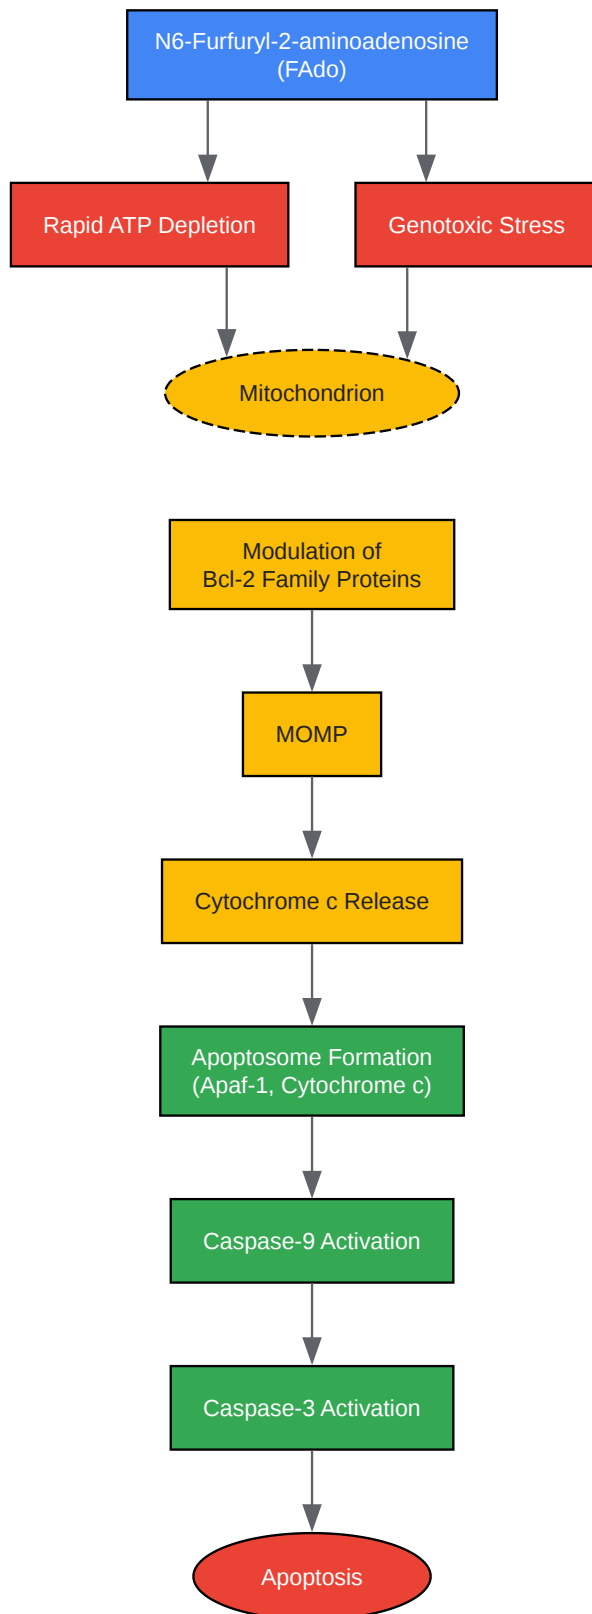 N6-Furfuryl-2-aminoadenosine
(FAdo)
Rapid ATP Depletion
Genotoxic Stress
Mitochondrion
Modulation of
Bcl-2 Family Proteins
MOMP
Cytochrome c Release
Apoptosome Formation
(Apaf-1, Cytochrome c)
Caspase-9 Activation
Caspase-3 Activation
Apoptosis